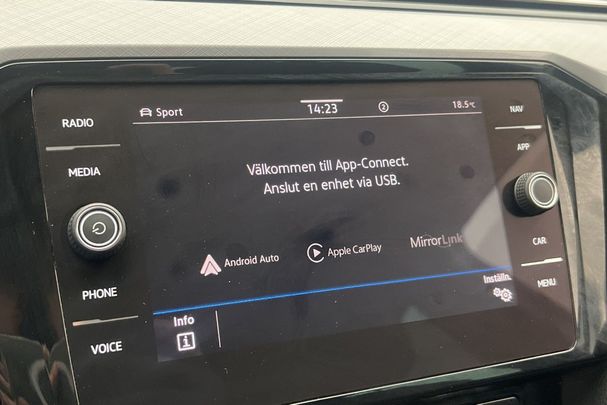 RADIO
MEDIA
PHONE
VOICE
Sport
14:23
2
18.5°C
Välkommen till App-Connect.
Anslut en enhet via USB.
Android Auto
Apple CarPlay
MirrorLink
Inställn.
Info
i
NAV
APP
CAR
MENU